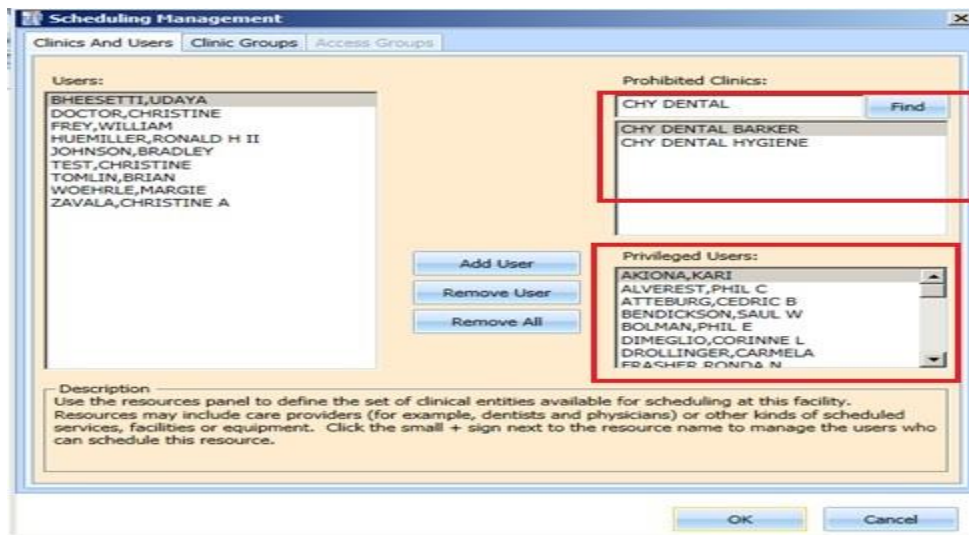 Scheduling Management
Clinics And Users Clinic Groups Access Groups
Users:
BHEESETTI,UDAYA
DOCTOR,CHRISTINE
FREY,WILLIAM
HUEMILLER,RONALD H II
JOHNSON,BRADLEY
TEST,CHRISTINE
TOMLIN,BRIAN
WOEHRLE,MARGIE
ZAVALA,CHRISTINE A
Add User
Remove User
Remove All
Prohibited Clinics:
CHY DENTAL Find
CHY DENTAL BARKER
CHY DENTAL HYGIENE
Privileged Users:
AKIONA,KARI
ALVEREST,PHIL C
ATTEBURG,CEDRIC B
BENDICKSON,SAUL W
BOLMAN,PHIL E
DIMEGLIO,CORINNE L
DROLLINGER,CARMELA
FRASHER,RONDA N
Description
Use the resources panel to define the set of clinical entities available for scheduling at this facility.
Resources may include care providers (for example, dentists and physicians) or other kinds of scheduled
services, facilities or equipment. Click the small + sign next to the resource name to manage the users who
can schedule this resource.
OK Cancel